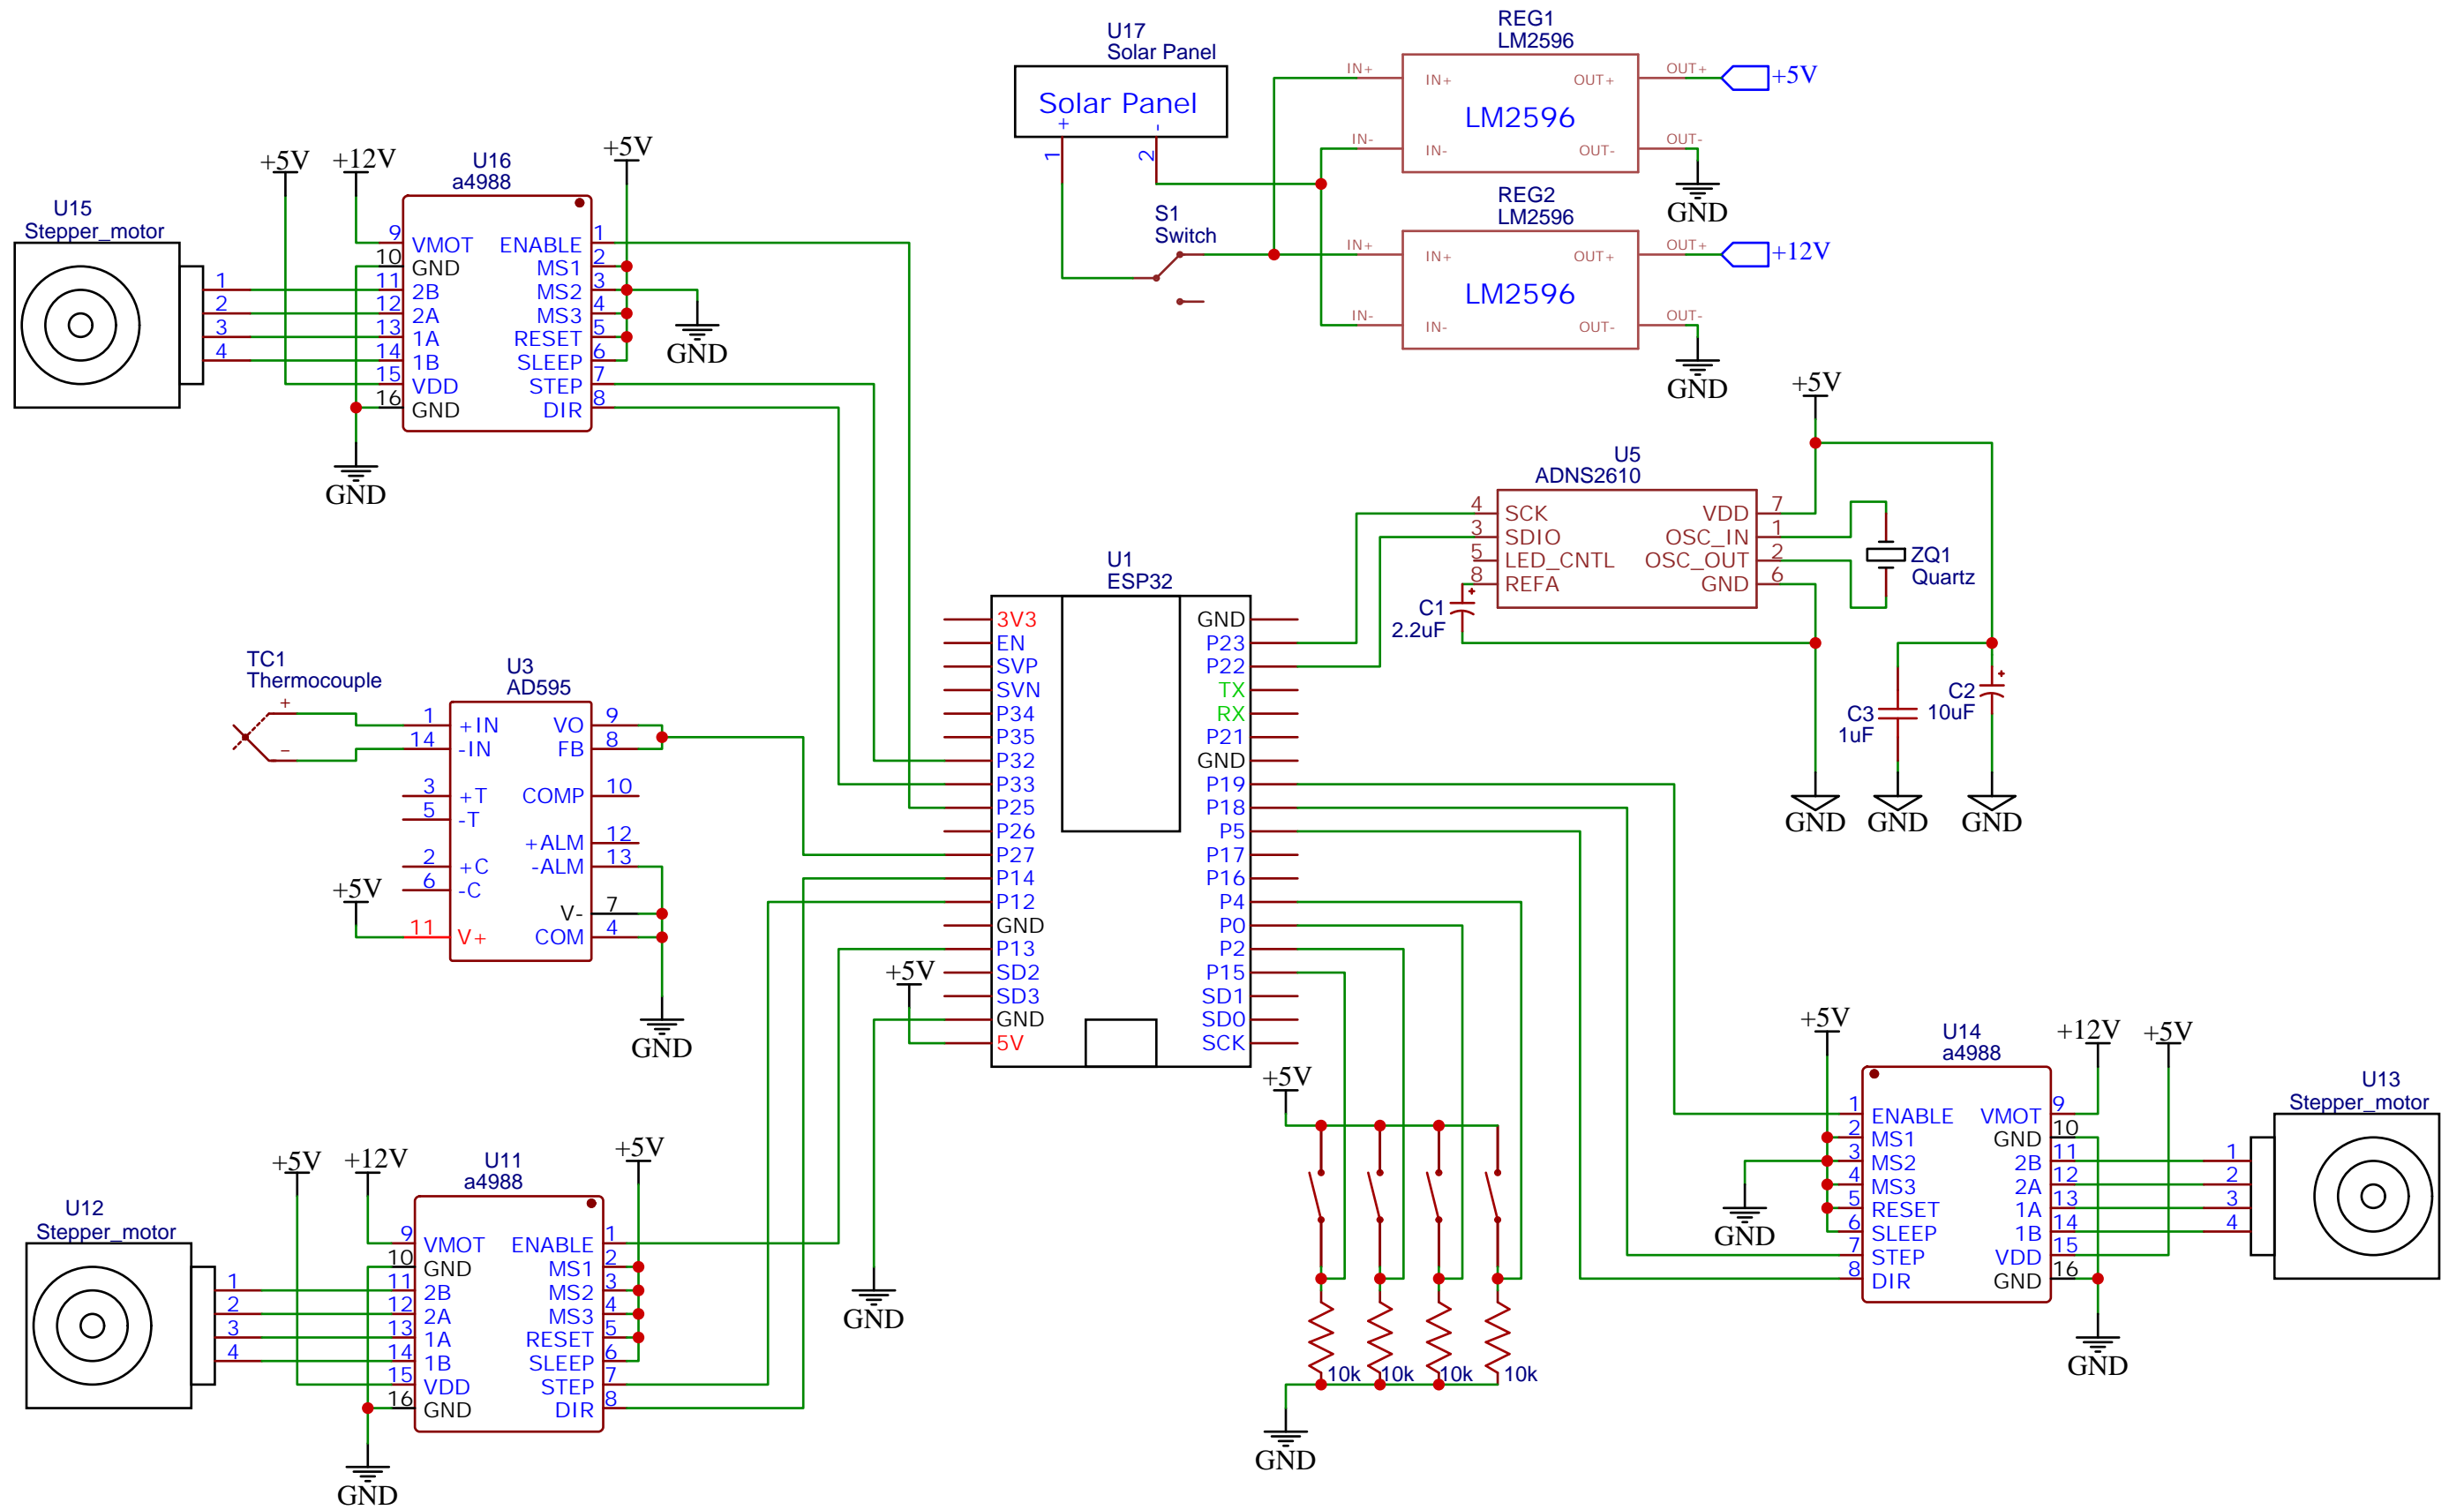 U17
Solar Panel
Solar Panel
+
-
1
2
S1
Switch
REG1
LM2596
IN+
IN+
OUT+
OUT+
+5V
LM2596
IN-
IN-
OUT-
OUT-
GND
REG2
LM2596
IN+
IN+
OUT+
OUT+
+12V
LM2596
IN-
IN-
OUT-
OUT-
GND
+5V
+12V
U16
a4988
+5V
U15
Stepper_motor
1
2
3
4
9 VMOT ENABLE 1
10 GND MS1 2
11 2B MS2 3
12 2A MS3 4
13 1A RESET 5
14 1B SLEEP 6
15 VDD STEP 7
16 GND DIR 8
GND
GND
+5V
U5
ADNS2610
4 SCK VDD 7
3 SDIO OSC_IN 1
5 LED_CNTL OSC_OUT 2
8 REFA GND 6
+
C1
2.2uF
ZQ1
Quartz
C3
1uF
+
C2
10uF
GND
GND
GND
TC1
Thermocouple
+
−
U3
AD595
1 +IN VO 9
14 -IN FB 8
3 +T COMP 10
5 -T
+ALM 12
2 +C -ALM 13
6 -C
V- 7
11 V+ COM 4
+5V
GND
U1
ESP32
3V3 GND
EN P23
SVP P22
SVN TX
P34 RX
P35 P21
P32 GND
P33 P19
P25 P18
P26 P5
P27 P17
P14 P16
P12 P4
GND P0
P13 P2
SD2 P15
SD3 SD1
GND SD0
5V SCK
+5V
GND
+5V
+12V
U11
a4988
+5V
U12
Stepper_motor
1
2
3
4
9 VMOT ENABLE 1
10 GND MS1 2
11 2B MS2 3
12 2A MS3 4
13 1A RESET 5
14 1B SLEEP 6
15 VDD STEP 7
16 GND DIR 8
GND
+5V
10k
10k
10k
10k
GND
+5V
U14
a4988
+12V
+5V
1 ENABLE VMOT 9
2 MS1 GND 10
3 MS2 2B 11
4 MS3 2A 12
5 RESET 1A 13
6 SLEEP 1B 14
7 STEP VDD 15
8 DIR GND 16
GND
GND
U13
Stepper_motor
1
2
3
4